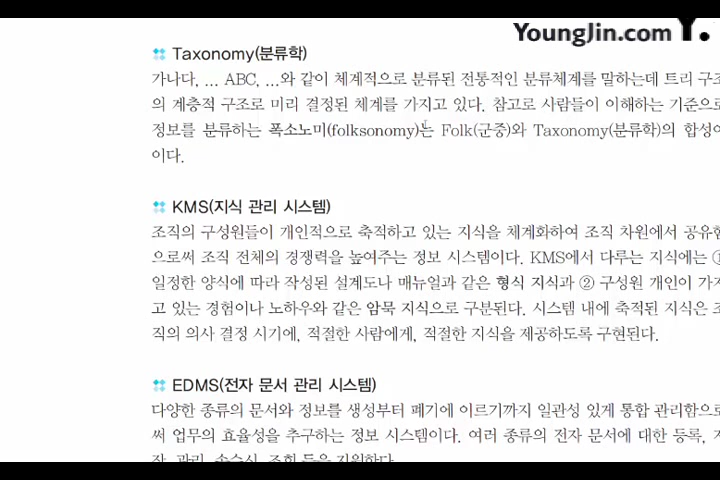 YoungJin.com Y.
Taxonomy(분류학)
가나다, … ABC, …와 같이 체계적으로 분류된 전통적인 분류체계를 말하는데 트리 구조
의 계층적 구조로 미리 결정된 체계를 가지고 있다. 참고로 사람들이 이해하는 기준으로
정보를 분류하는 폭소노미(folksonomy)는 Folk(군중)와 Taxonomy(분류학)의 합성어
이다.
KMS(지식 관리 시스템)
조직의 구성원들이 개인적으로 축적하고 있는 지식을 체계화하여 조직 차원에서 공유함
으로써 조직 전체의 경쟁력을 높여주는 정보 시스템이다. KMS에서 다루는 지식에는 ①
일정한 양식에 따라 작성된 설계도나 매뉴얼과 같은 형식 지식과 ② 구성원 개인이 가지
고 있는 경험이나 노하우와 같은 암묵 지식으로 구분된다. 시스템 내에 축적된 지식은 조
직의 의사 결정 시기에, 적절한 사람에게, 적절한 지식을 제공하도록 구현된다.
EDMS(전자 문서 관리 시스템)
다양한 종류의 문서와 정보를 생성부터 폐기에 이르기까지 일관성 있게 통합 관리함으로
써 업무의 효율성을 추구하는 정보 시스템이다. 여러 종류의 전자 문서에 대한 등록, 저
장, 관리, 송수신, 조회 등을 지원한다.